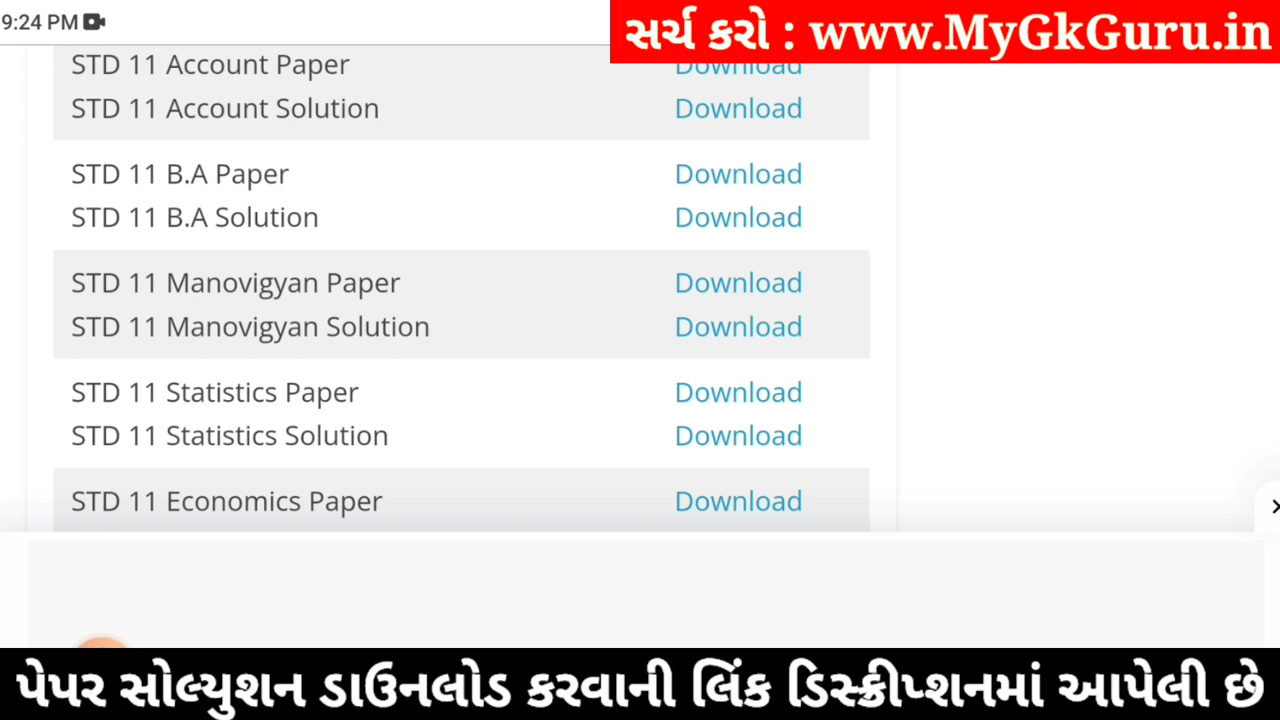 9:24 PM
સર્ચ કરો : www.MyGkGuru.in
STD 11 Account Paper Download
STD 11 Account Solution Download
STD 11 B.A Paper Download
STD 11 B.A Solution Download
STD 11 Manovigyan Paper Download
STD 11 Manovigyan Solution Download
STD 11 Statistics Paper Download
STD 11 Statistics Solution Download
STD 11 Economics Paper Download
પેપર સોલ્યુશન ડાઉનલોડ કરવાની લિંક ડિસ્ક્રીપ્શનમાં આપેલી છે